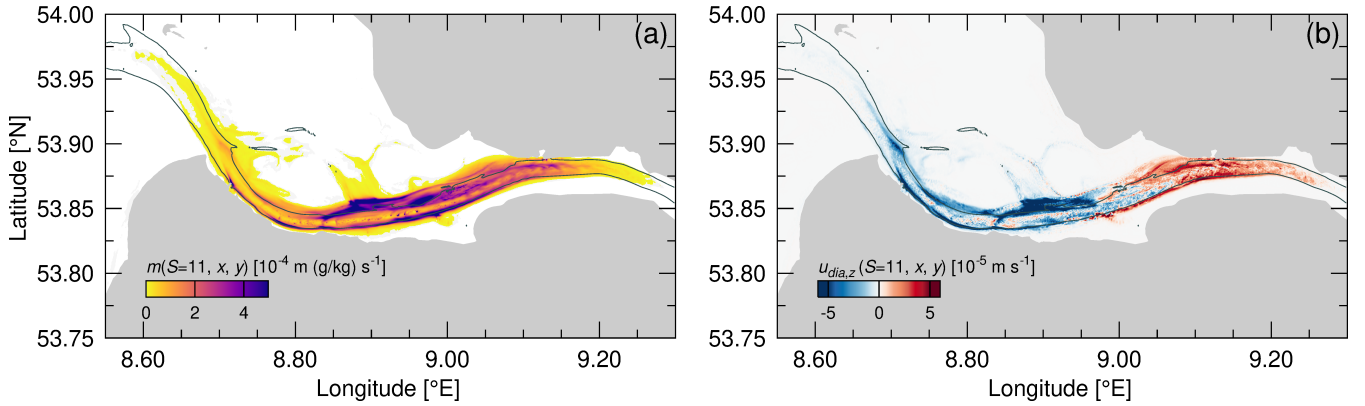 (a)
54.00
53.95
53.90
53.85
53.80
53.75
Latitude [°N]
m(S=11, x, y) [10-4 m (g/kg) s-1]
0 2 4
8.60 8.80 9.00 9.20
Longitude [°E]
(b)
54.00
53.95
53.90
53.85
53.80
53.75
u_dia,z (S=11, x, y) [10-5 m s-1]
-5 0 5
8.60 8.80 9.00 9.20
Longitude [°E]